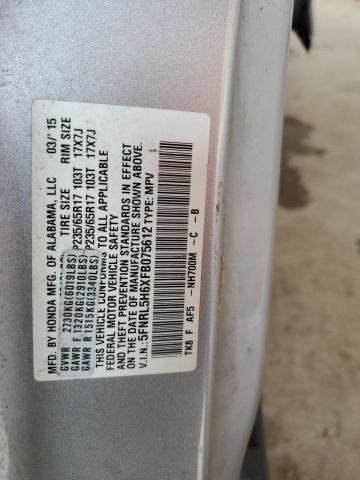 MFD. BY HONDA MFG. OF ALABAMA, LLC 03/ 15
GVWR 2730KG(6019LBS) TIRE SIZE RIM SIZE
GAWR F 1320KG(2910LBS) P235/65R17 103T 17X7J
GAWR R 1515KG(3340LBS) P235/65R17 103T 17X7J
THIS VEHICLE CONFORMS TO ALL APPLICABLE
FEDERAL MOTOR VEHICLE SAFETY
AND THEFT PREVENTION STANDARDS IN EFFECT
ON THE DATE OF MANUFACTURE SHOWN ABOVE.
V.I.N.:5FNRL5H6XFB075612 TYPE: MPV
TK8 F AF5 -NH700M -C -B